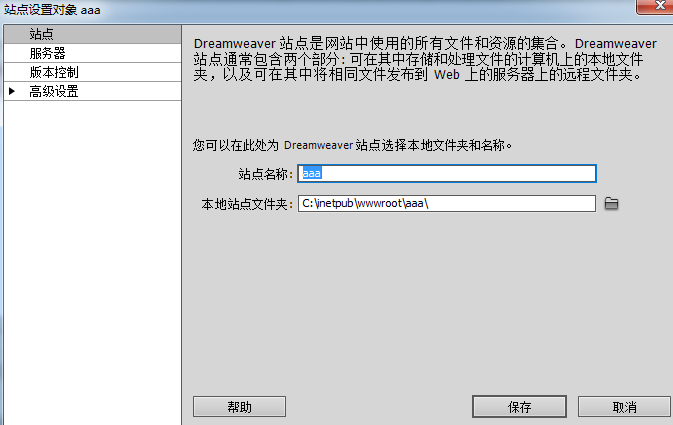 站点设置对象 aaa
站点
服务器
版本控制
高级设置
Dreamweaver 站点是网站中使用的所有文件和资源的集合。Dreamweaver
站点通常包含两个部分:可在其中存储和处理文件的计算机上的本地文件
夹，以及可在其中将相同文件发布到 Web 上的服务器上的远程文件夹。
您可以在此处为 Dreamweaver 站点选择本地文件夹和名称。
站点名称: aaa
本地站点文件夹: C:\inetpub\wwwroot\aaa\
帮助 保存 取消